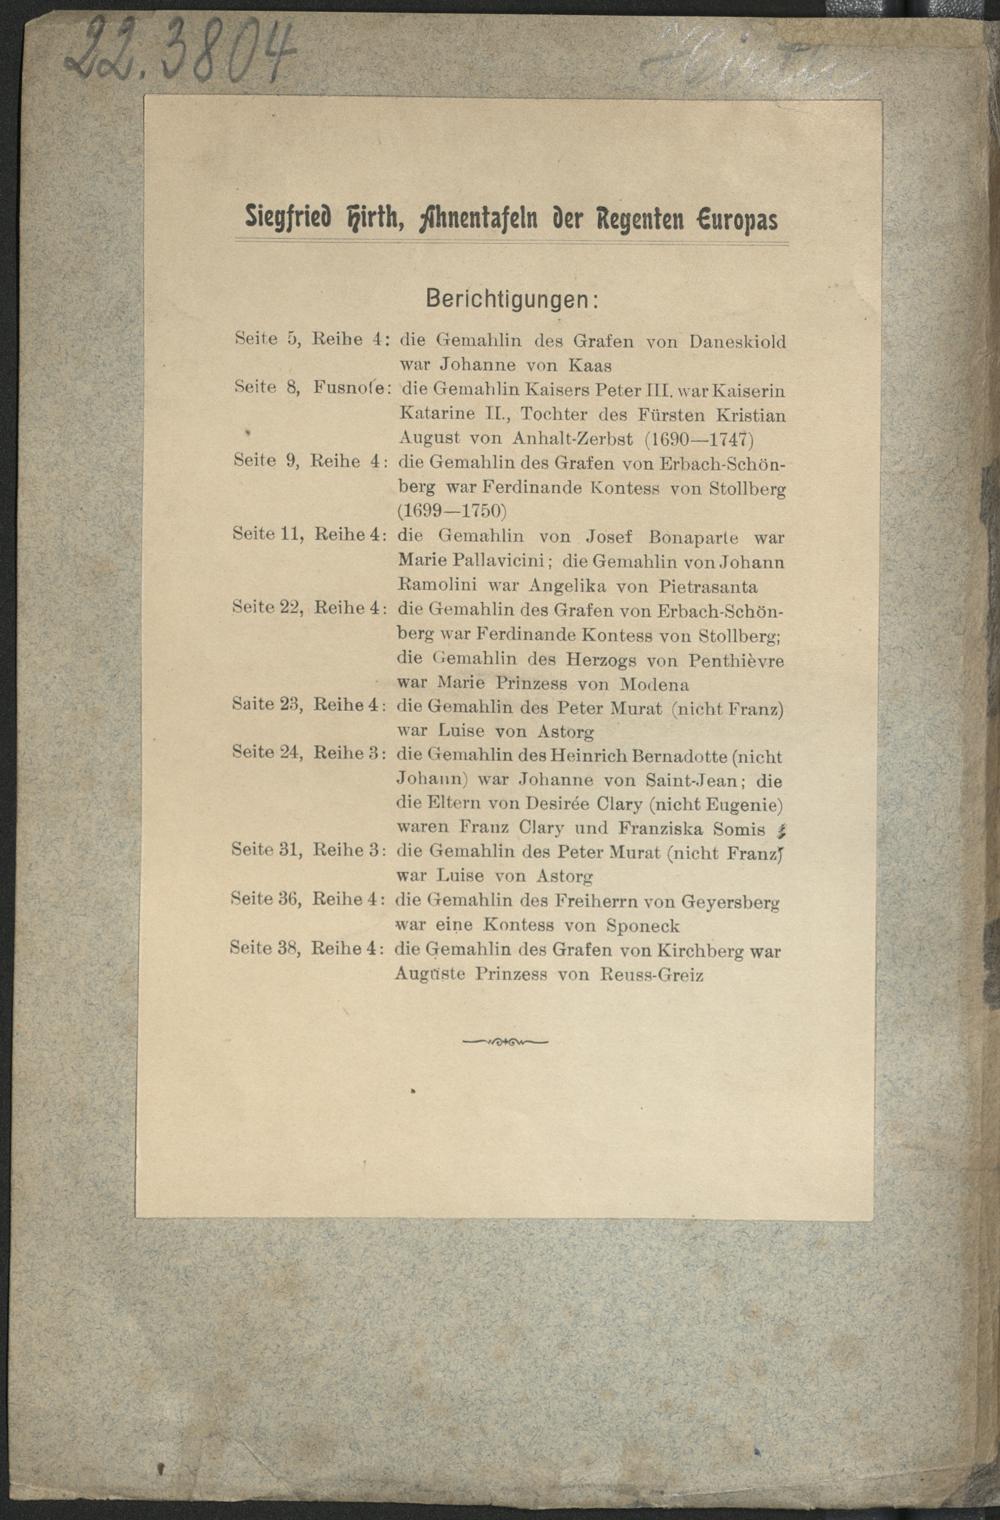 22.3804
Hirth
Siegfried Hirth, Ahnentafeln der Regenten Europas
Berichtigungen:
Seite 5, Reihe 4: die Gemahlin des Grafen von Daneskiold
war Johanne von Kaas
Seite 8, Fusnote: die Gemahlin Kaisers Peter III. war Kaiserin
Katarine II., Tochter des Fürsten Kristian
August von Anhalt-Zerbst (1690—1747)
Seite 9, Reihe 4: die Gemahlin des Grafen von Erbach-Schön-
berg war Ferdinande Kontess von Stollberg
(1699—1750)
Seite 11, Reihe 4: die Gemahlin von Josef Bonaparte war
Marie Pallavicini; die Gemahlin von Johann
Ramolini war Angelika von Pietrasanta
Seite 22, Reihe 4: die Gemahlin des Grafen von Erbach-Schön-
berg war Ferdinande Kontess von Stollberg;
die Gemahlin des Herzogs von Penthièvre
war Marie Prinzess von Modena
Saite 23, Reihe 4: die Gemahlin des Peter Murat (nicht Franz)
war Luise von Astorg
Seite 24, Reihe 3: die Gemahlin des Heinrich Bernadotte (nicht
Johann) war Johanne von Saint-Jean; die
die Eltern von Desirée Clary (nicht Eugenie)
waren Franz Clary und Franziska Somis
Seite 31, Reihe 3: die Gemahlin des Peter Murat (nicht Franz)
war Luise von Astorg
Seite 36, Reihe 4: die Gemahlin des Freiherrn von Geyersberg
war eine Kontess von Sponeck
Seite 38, Reihe 4: die Gemahlin des Grafen von Kirchberg war
Auguste Prinzess von Reuss-Greiz